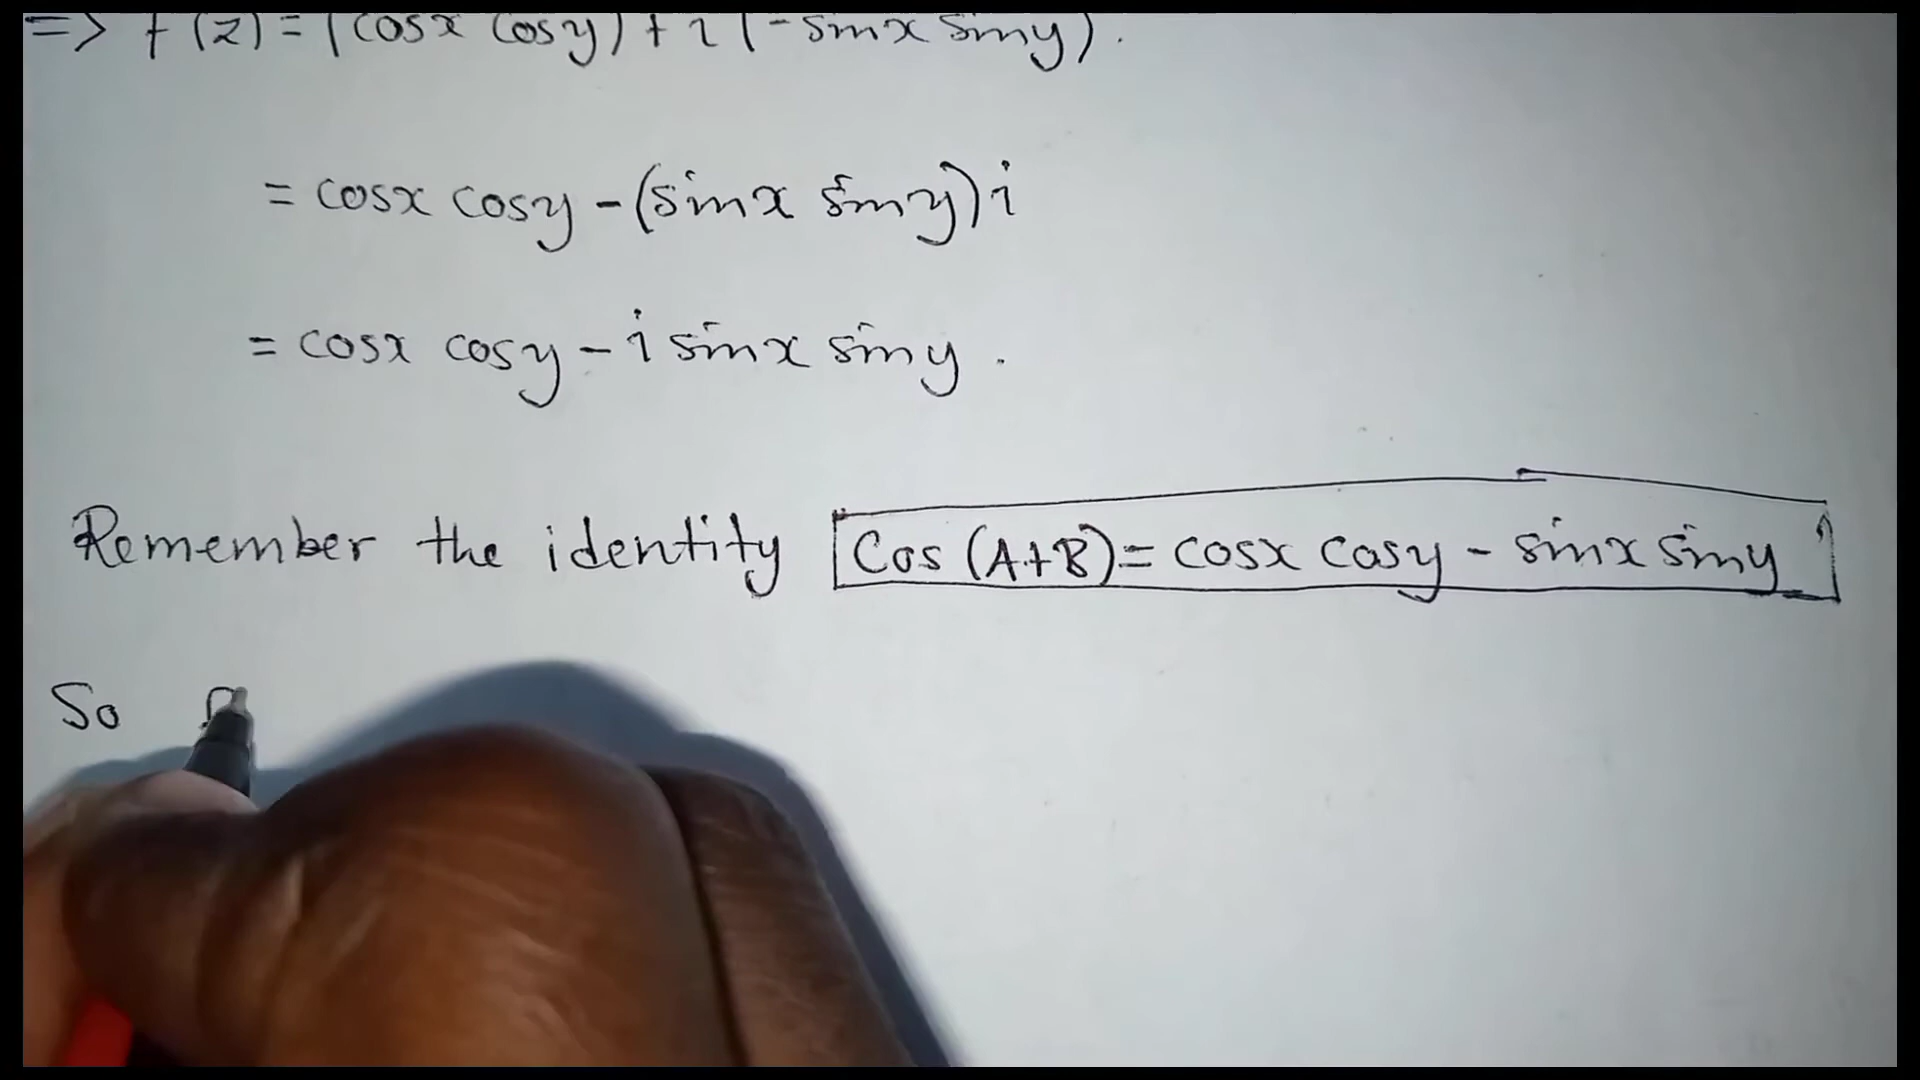 => f(z) = (cosx cosy) + i(-sinx siny).
= cosx cosy - (sinx siny)i
= cosx cosy - i sinx siny.
Remember the identity Cos (A+B) = cosx cosy - sinx siny
So